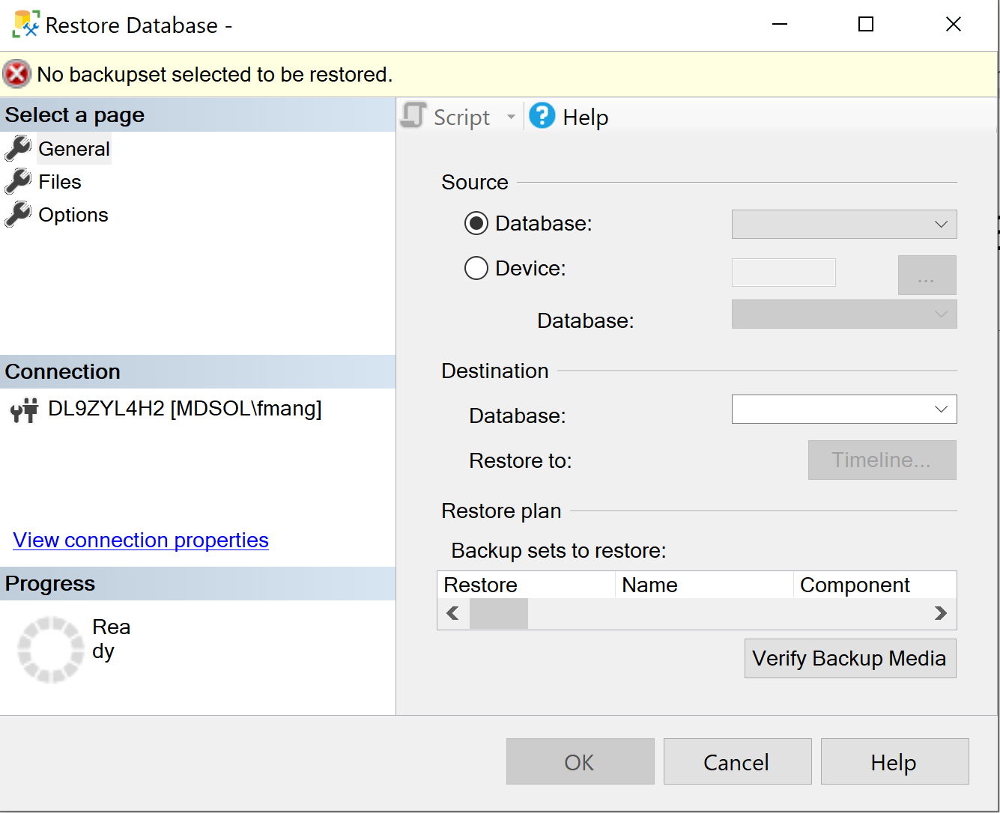 Restore Database -
No backupset selected to be restored.
Select a page
General
Files
Options
Connection
DL9ZYL4H2 [MDSOL\fmang]
View connection properties
Progress
Rea
dy
Script
Help
Source
Database:
Device:
...
Database:
Destination
Database:
Restore to:
Timeline...
Restore plan
Backup sets to restore:
Restore Name Component
Verify Backup Media
OK Cancel Help